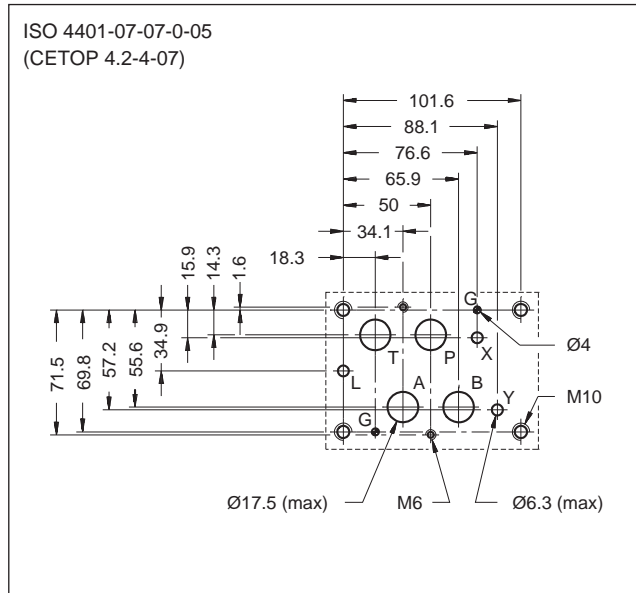 ISO 4401-07-07-0-05
(CETOP 4.2-4-07)
101.6
88.1
76.6
65.9
50
34.1
18.3
15.9
14.3
1.6
71.5
69.8
57.2
55.6
34.9
G
T
P
X
Ø4
L
A
B
Y
M10
G
Ø17.5 (max)
M6
Ø6.3 (max)